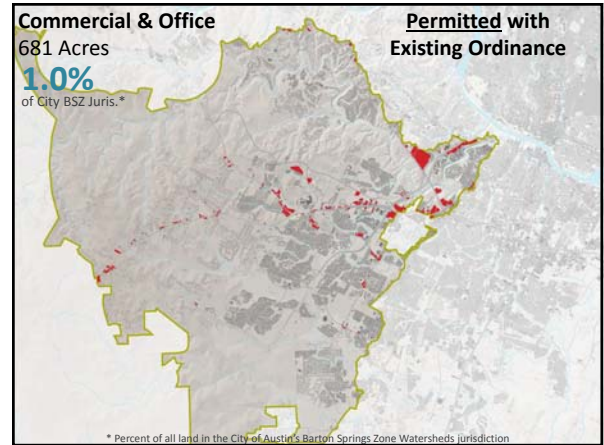 Commercial & Office
681 Acres
1.0%
of City BSZ Juris.*
Permitted with
Existing Ordinance
* Percent of all land in the City of Austin's Barton Springs Zone Watersheds jurisdiction